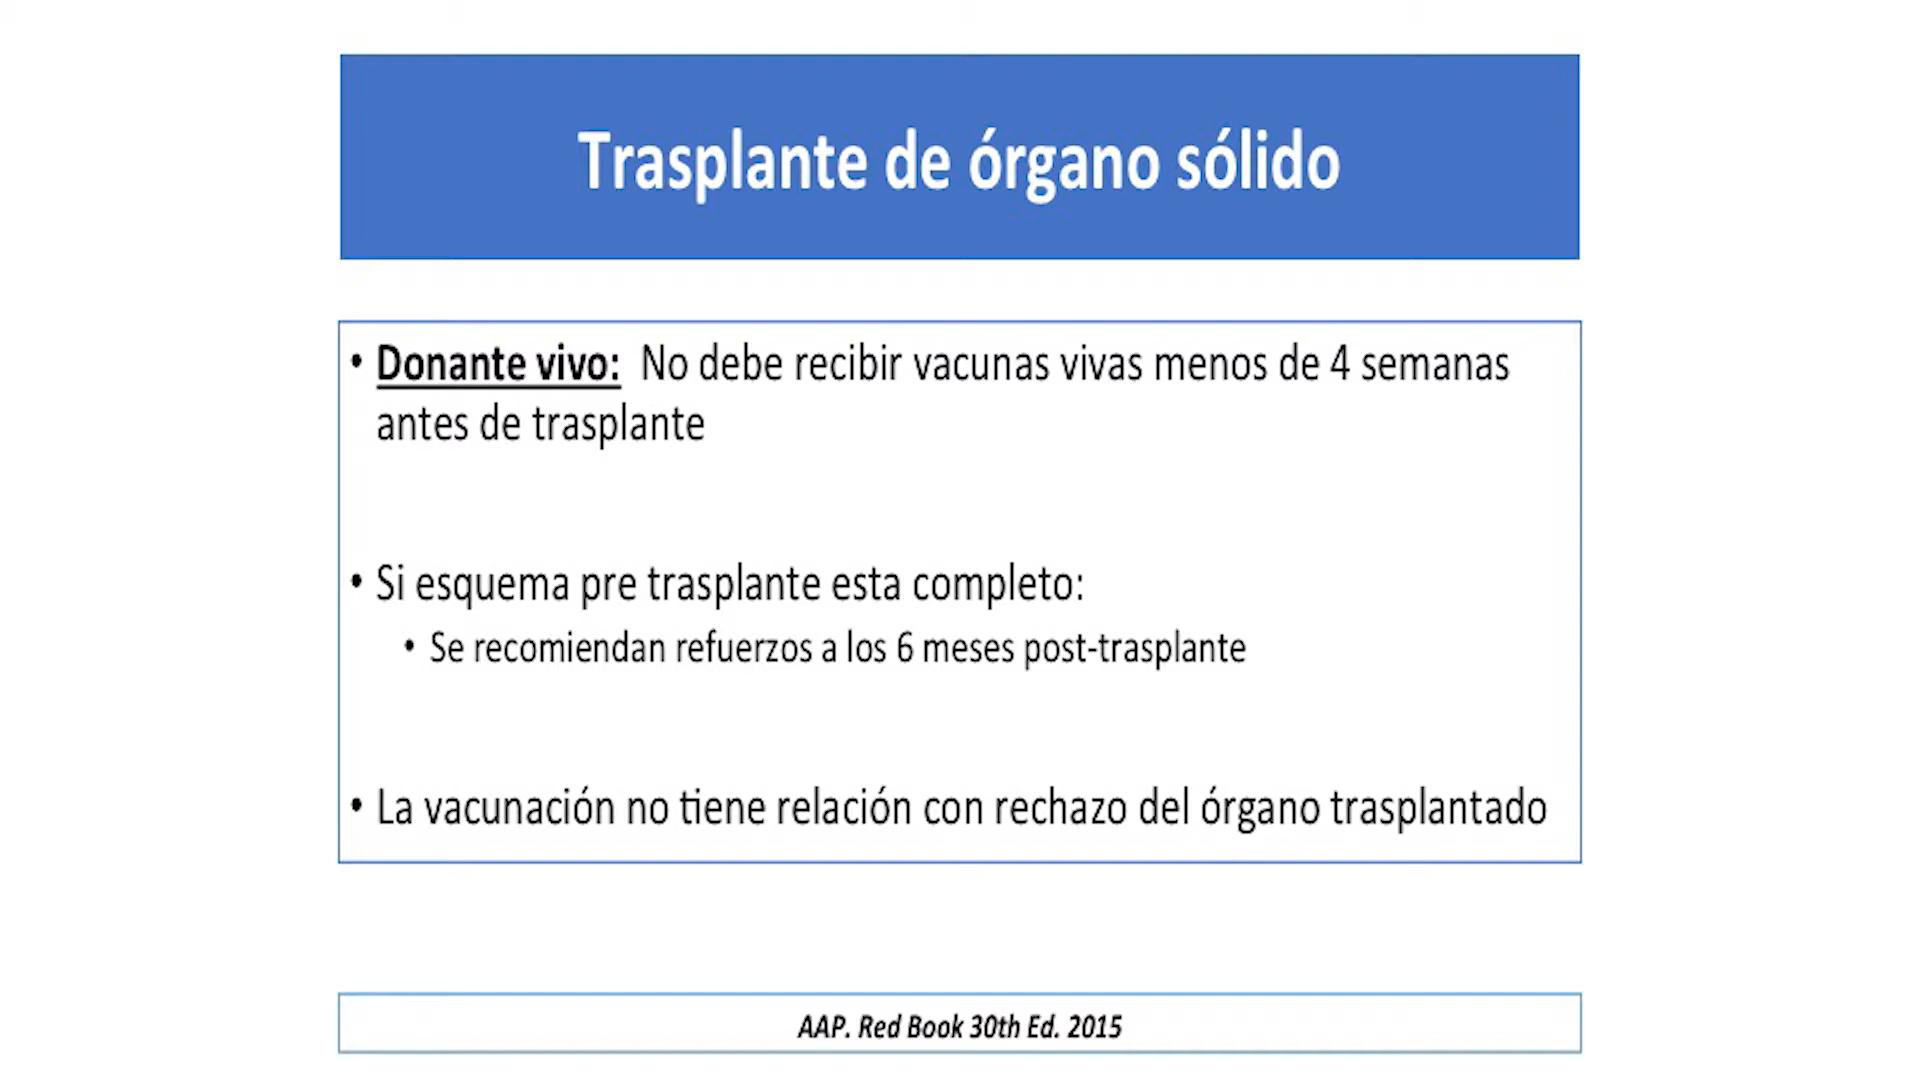 Trasplante de órgano sólido
• Donante vivo: No debe recibir vacunas vivas menos de 4 semanas
antes de trasplante
• Si esquema pre trasplante esta completo:
• Se recomiendan refuerzos a los 6 meses post-trasplante
• La vacunación no tiene relación con rechazo del órgano trasplantado
AAP. Red Book 30th Ed. 2015